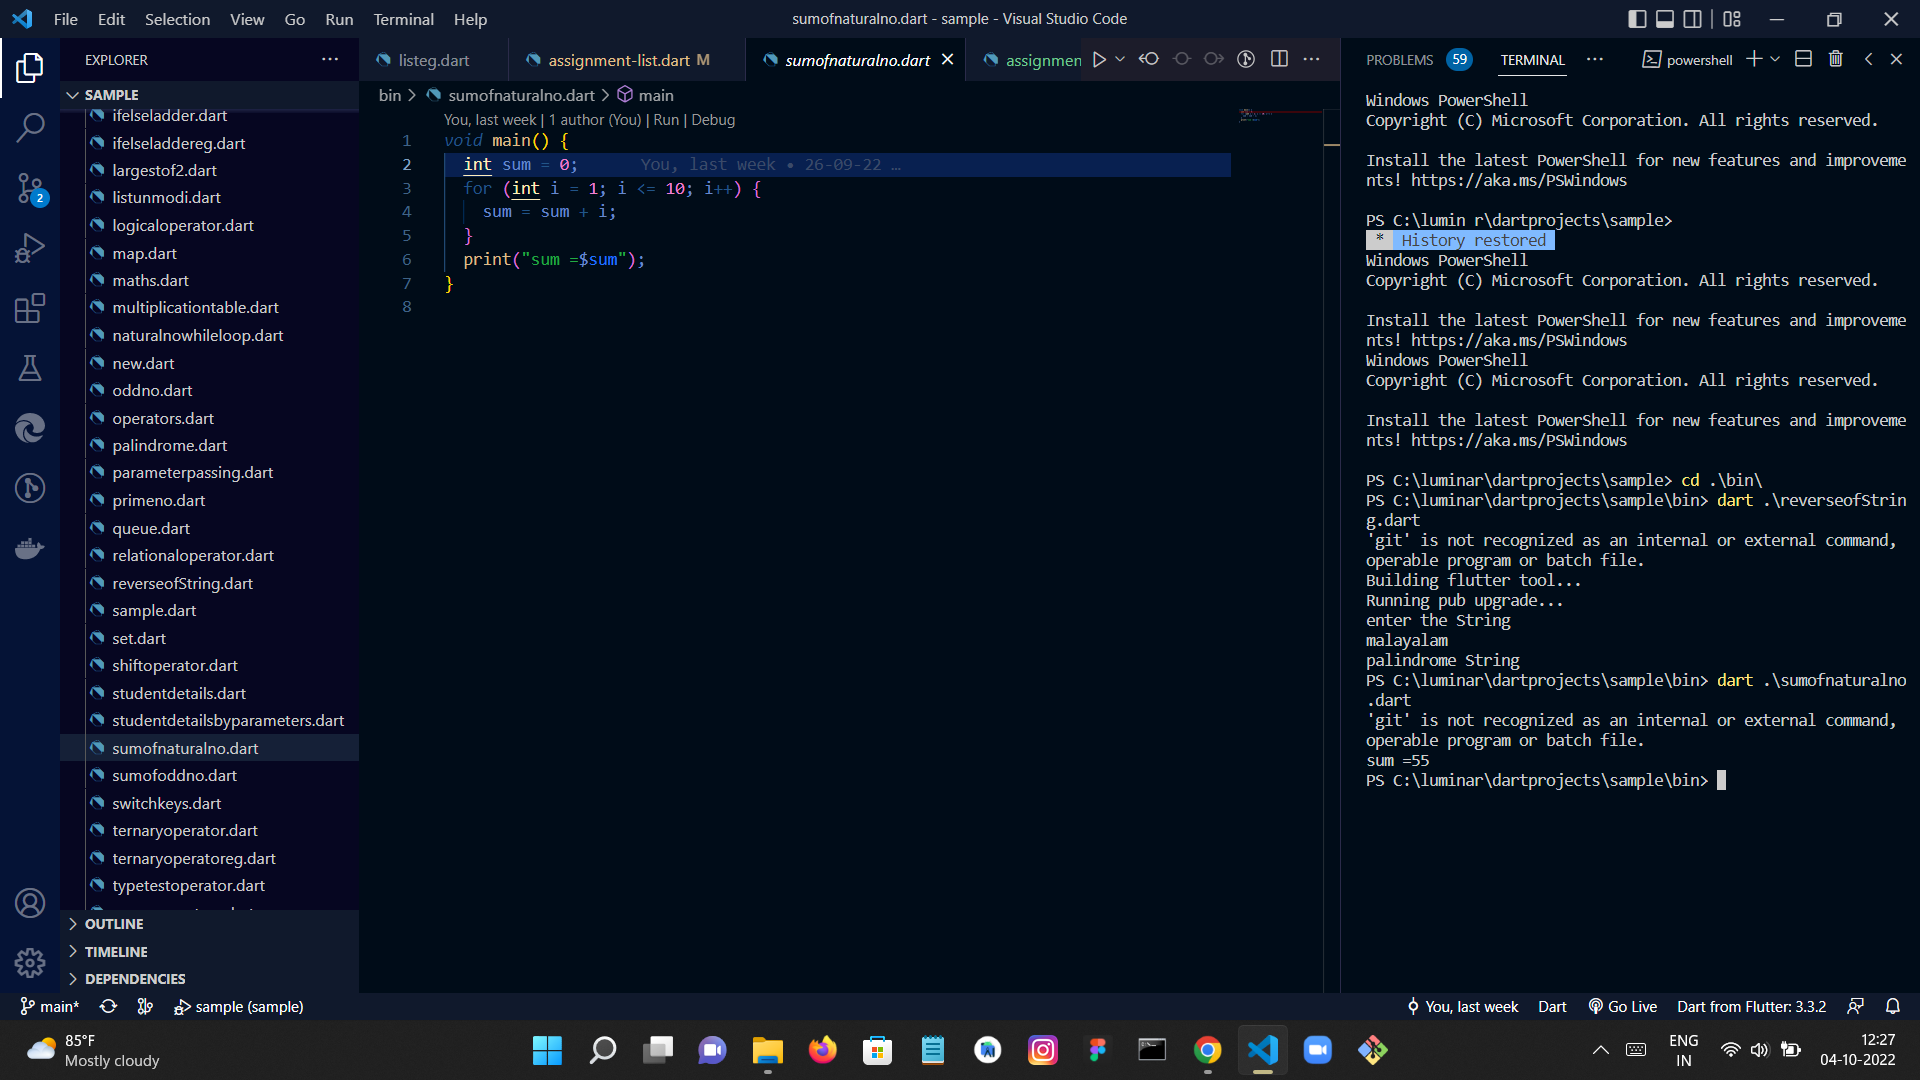 File Edit Selection View Go Run Terminal Help
sumofnaturalno.dart - sample - Visual Studio Code
EXPLORER
SAMPLE
ifelseladder.dart
ifelseladdereg.dart
largestof2.dart
listunmodi.dart
logicaloperator.dart
map.dart
maths.dart
multiplicationtable.dart
naturalnowhileloop.dart
new.dart
oddno.dart
operators.dart
palindrome.dart
parameterpassing.dart
primeno.dart
queue.dart
relationaloperator.dart
reverseofString.dart
sample.dart
set.dart
shiftoperator.dart
studentdetails.dart
studentdetailsbyparameters.dart
sumofnaturalno.dart
sumofoddno.dart
switchkeys.dart
ternaryoperator.dart
ternaryoperatoreg.dart
typetestoperator.dart
OUTLINE
TIMELINE
DEPENDENCIES
2
listeg.dart
assignment-list.dart M
sumofnaturalno.dart
assignmen
bin > sumofnaturalno.dart > main
You, last week | 1 author (You) | Run | Debug
1 void main() {
2 int sum = 0; You, last week • 26-09-22 …
3 for (int i = 1; i <= 10; i++) {
4 sum = sum + i;
5 }
6 print("sum =$sum");
7 }
8
PROBLEMS 59 TERMINAL ··· powershell
Windows PowerShell
Copyright (C) Microsoft Corporation. All rights reserved.
Install the latest PowerShell for new features and improveme
nts! https://aka.ms/PSWindows
PS C:\lumin r\dartprojects\sample>
* History restored
Windows PowerShell
Copyright (C) Microsoft Corporation. All rights reserved.
Install the latest PowerShell for new features and improveme
nts! https://aka.ms/PSWindows
Windows PowerShell
Copyright (C) Microsoft Corporation. All rights reserved.
Install the latest PowerShell for new features and improveme
nts! https://aka.ms/PSWindows
PS C:\luminar\dartprojects\sample> cd .\bin\
PS C:\luminar\dartprojects\sample\bin> dart .\reverseofStrin
g.dart
'git' is not recognized as an internal or external command,
operable program or batch file.
Building flutter tool...
Running pub upgrade...
enter the String
malayalam
palindrome String
PS C:\luminar\dartprojects\sample\bin> dart .\sumofnaturalno
.dart
'git' is not recognized as an internal or external command,
operable program or batch file.
sum =55
PS C:\luminar\dartprojects\sample\bin>
main* sample (sample)
You, last week Dart Go Live Dart from Flutter: 3.3.2
85°F
Mostly cloudy
ENG
IN
12:27
04-10-2022